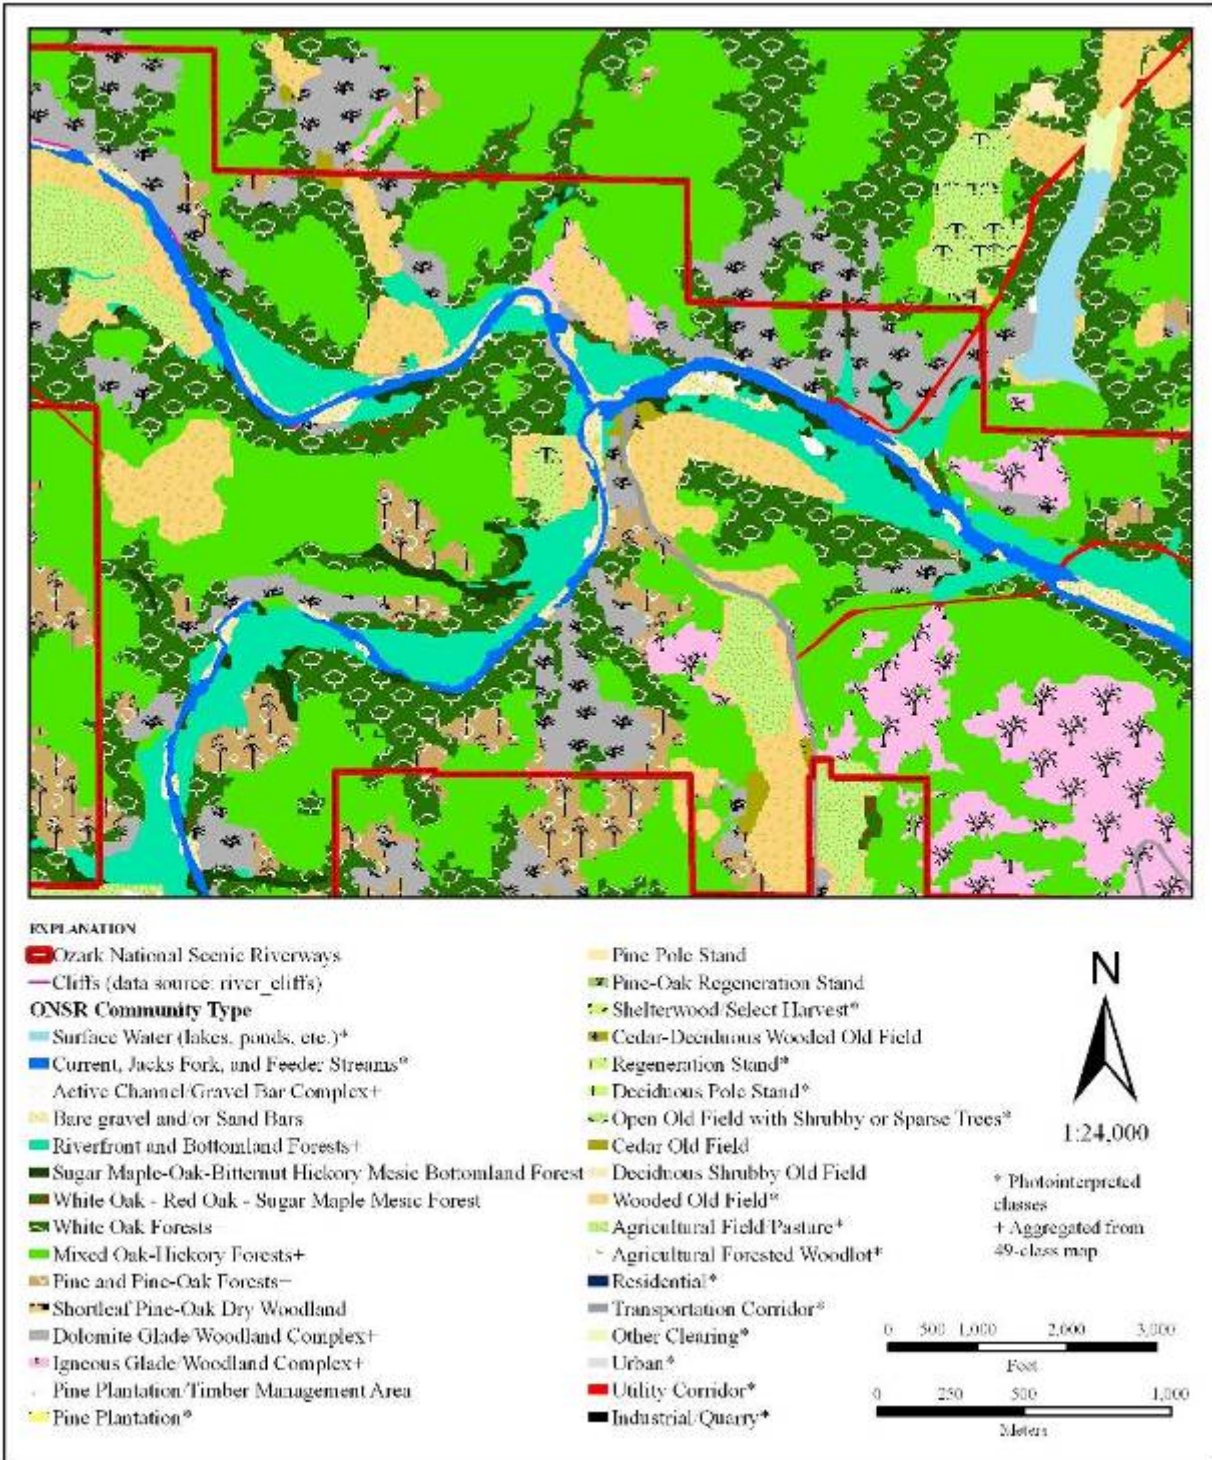 EXPLANATION
Ozark National Scenic Riverways
Cliffs (data source: river_cliffs)
ONSR Community Type
Surface Water (lakes, ponds, etc.)*
Current, Jacks Fork, and Feeder Streams*
Active Channel/Gravel Bar Complex+
Bare gravel and/or Sand Bars
Riverfront and Bottomland Forests+
Sugar Maple-Oak-Bitternut Hickory Mesic Bottomland Forest
White Oak - Red Oak - Sugar Maple Mesic Forest
White Oak Forests
Mixed Oak-Hickory Forests+
Pine and Pine-Oak Forests+
Shortleaf Pine-Oak Dry Woodland
Dolomite Glade/Woodland Complex+
Igneous Glade/Woodland Complex+
Pine Plantation/Timber Management Area
Pine Plantation*
Pine Pole Stand
Pine-Oak Regeneration Stand
Shelterwood/Select Harvest*
Cedar-Deciduous Wooded Old Field
Regeneration Stand*
Deciduous Pole Stand*
Open Old Field with Shrubby or Sparse Trees*
Cedar Old Field
Deciduous Shrubby Old Field
Wooded Old Field*
Agricultural Field/Pasture*
Agricultural Forested Woodlot*
Residential*
Transportation Corridor*
Other Clearing*
Urban*
Utility Corridor*
Industrial/Quarry*
N
1:24,000
* Photointerpreted
classes
+ Aggregated from
49-class map
0 500 1,000 2,000 3,000
Feet
0 250 500 1,000
Meters